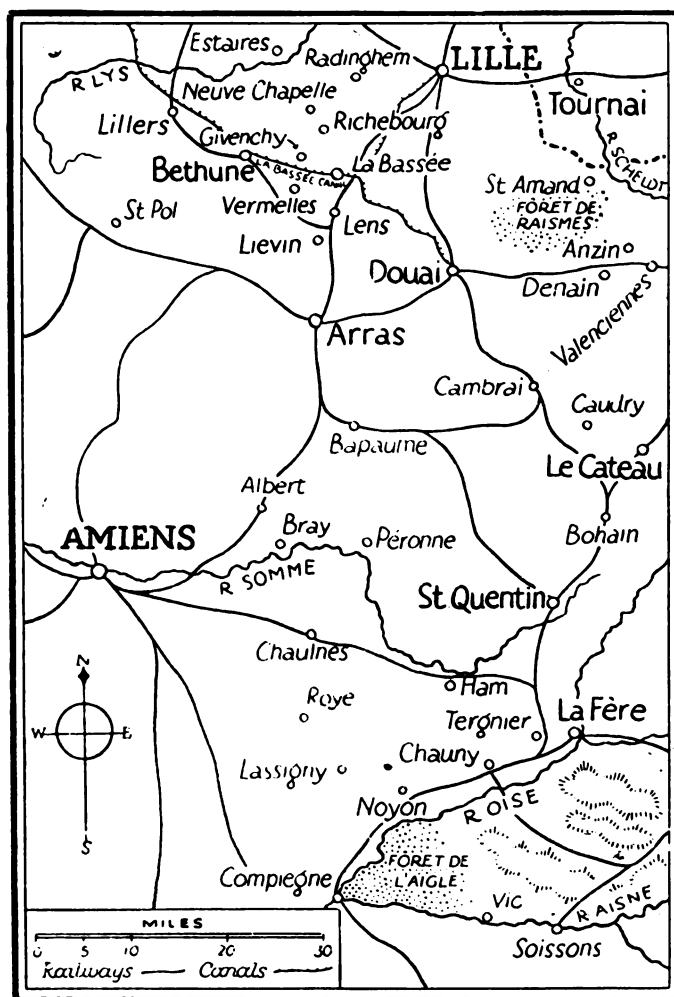 Estaires
Radinghem
LILLE
R LYS
Neuve Chapelle
Tournai
Lillers
Richebourg
Givenchy
R SCHELDT
Bethune
LA BASSEE CANAL
La Bassée
St Amand
FÔRET DE
RAISMES
St Pol
Vermelles
Lens
Lievin
Anzin
Douai
Denain
Valenciennes
Arras
Cambrai
Caudry
Bapaume
Le Cateau
Albert
AMIENS
Bray
Péronne
Bohain
R SOMME
St Quentin
Chaulnes
Ham
N
Roye
La Fère
W
E
Tergnier
Chauny
Lassigny
Noyon
R OISE
S
FÔRET DE
L'AIGLE
Compiegne
Vic
R AISNE
Soissons
MILES
0 5 10 20 30
Railways Canals